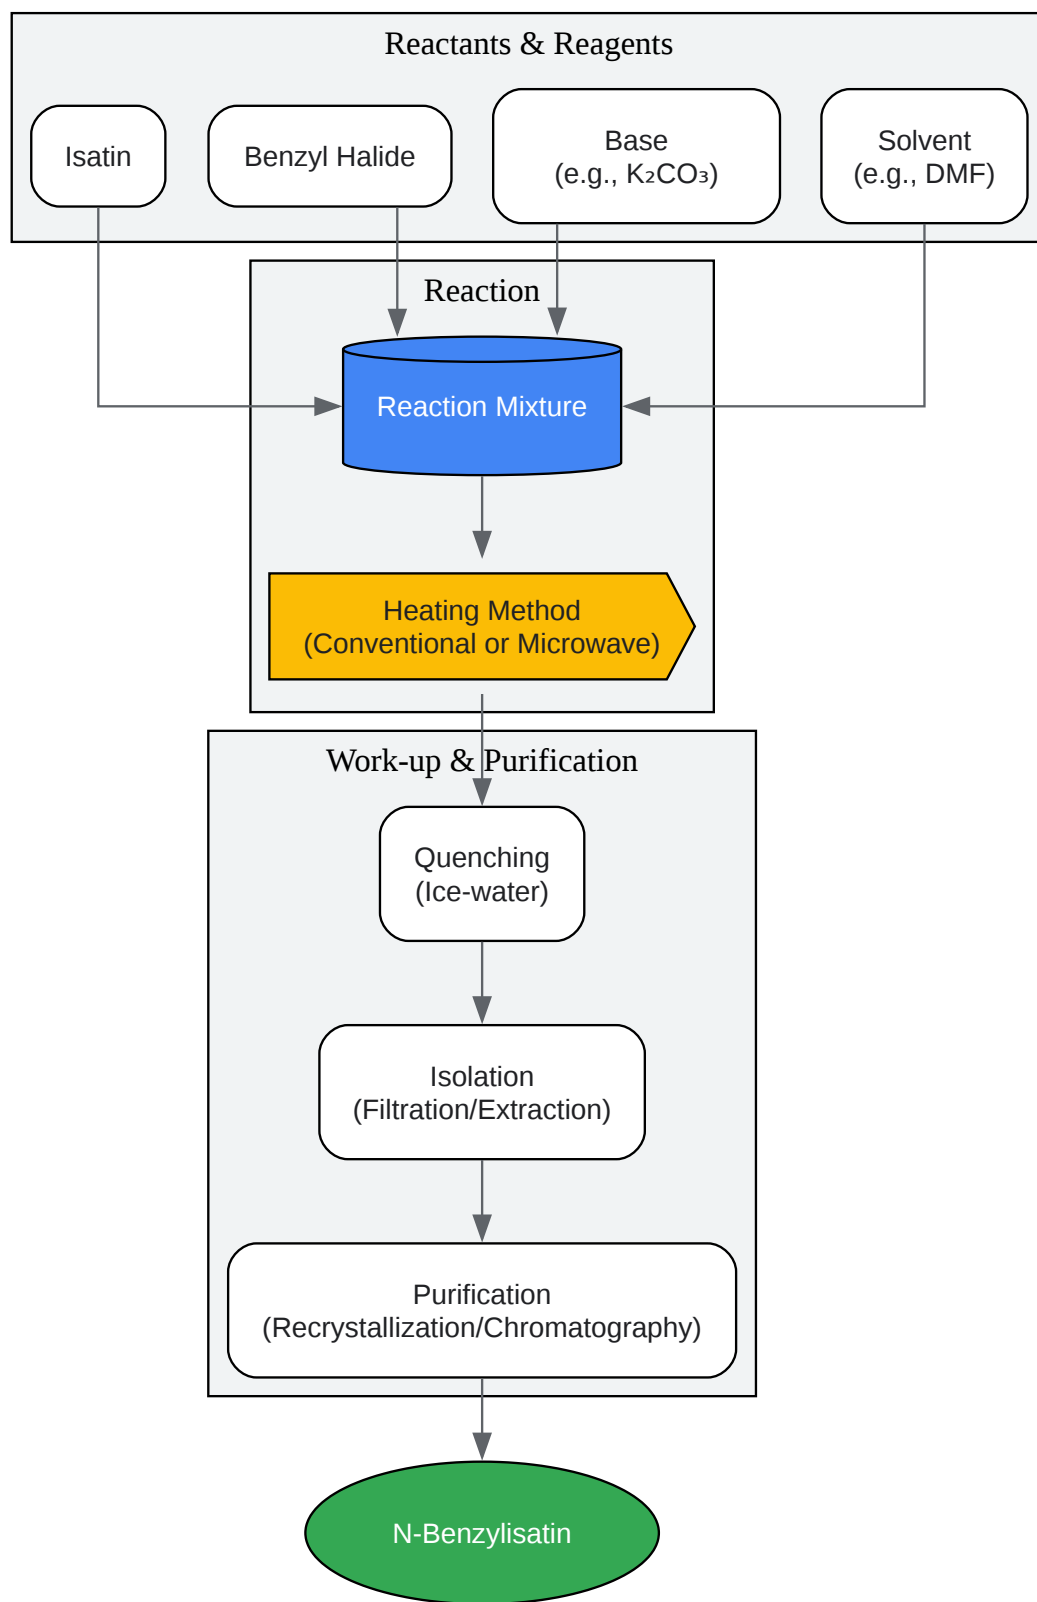 Reactants & Reagents
Isatin
Benzyl Halide
Base
(e.g., K₂CO₃)
Solvent
(e.g., DMF)
Reaction
Reaction Mixture
Heating Method
(Conventional or Microwave)
Work-up & Purification
Quenching
(Ice-water)
Isolation
(Filtration/Extraction)
Purification
(Recrystallization/Chromatography)
N-Benzylisatin